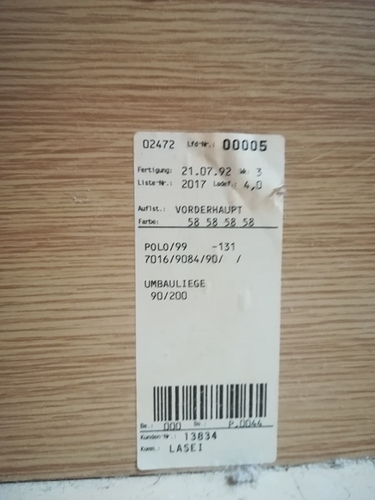 02472 Lfd-Nr.: 00005
Fertigung: 21.07.92 Wk: 3
Liste-Nr.: 2017 Ladef.: 4,0
Auflst.: VORDERHAUPT
Farbe: 58 58 58 58
POLO/99 -131
7016/9084/90/ /
UMBAULIEGE
90/200
Be.: 000 P.0044
Kunden-Nr.: 13834
Komm.: LASEI